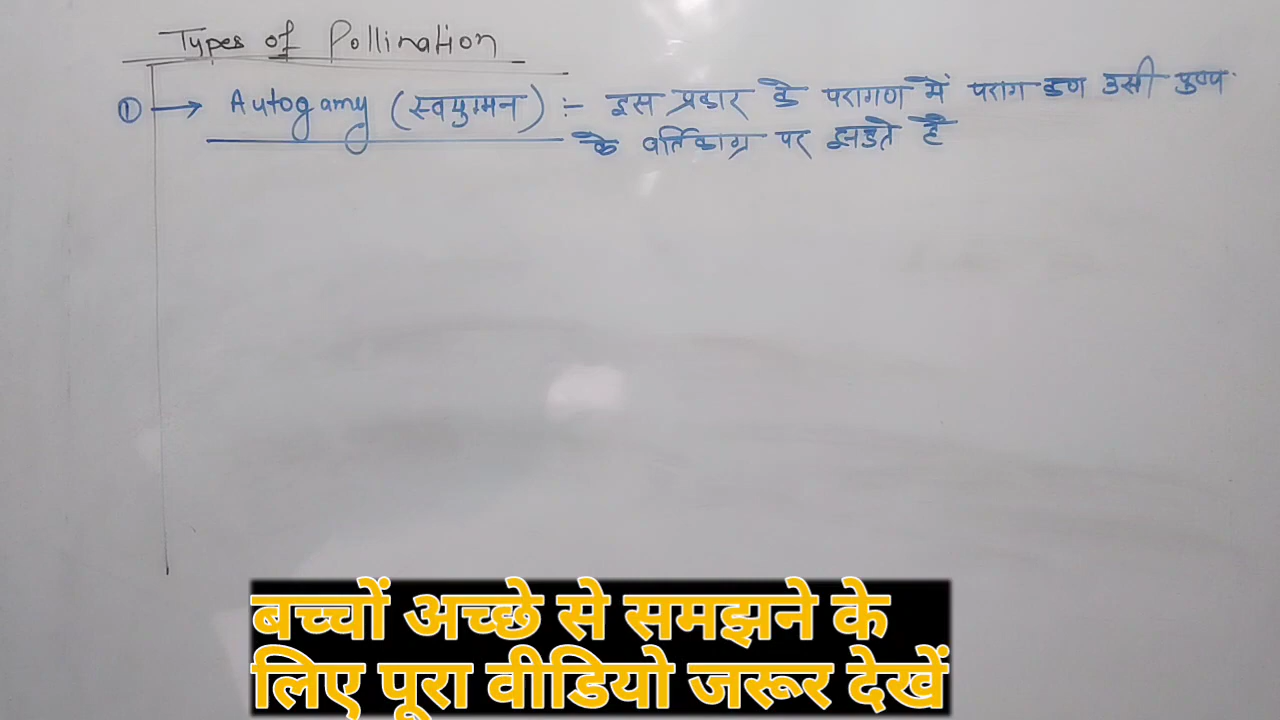 Types of Pollination
① → Autogamy (स्वयुग्मन) :- इस प्रकार के परागण में पराग कण उसी पुष्प
के वर्तिकाग्र पर झड़ते है
बच्चों अच्छे से समझने के
लिए पूरा वीडियो जरूर देखें